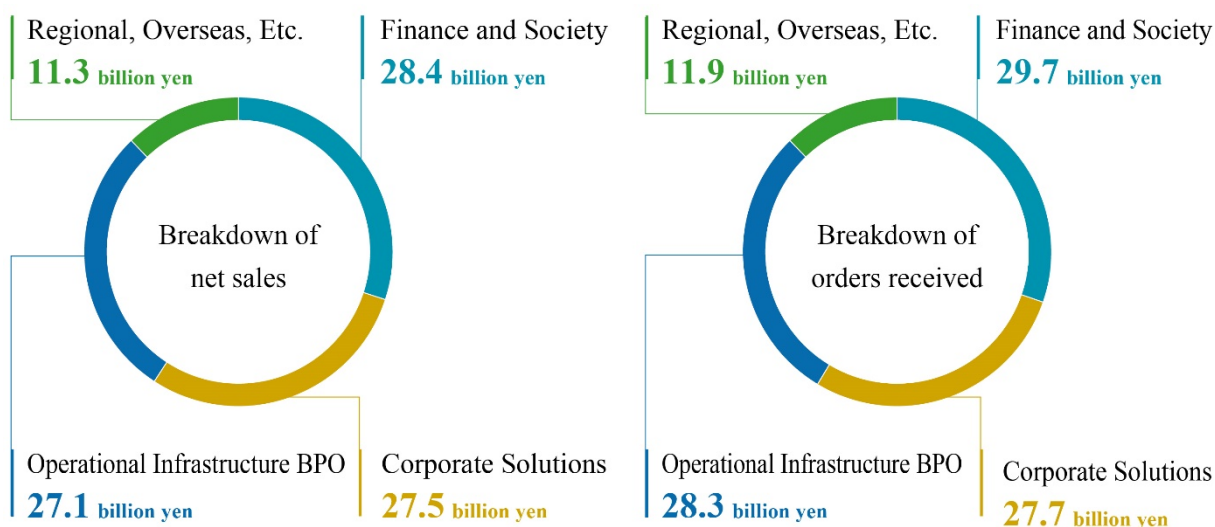 Regional, Overseas, Etc.
11.3 billion yen
Finance and Society
28.4 billion yen
Breakdown of
net sales
Operational Infrastructure BPO
27.1 billion yen
Corporate Solutions
27.5 billion yen
Regional, Overseas, Etc.
11.9 billion yen
Finance and Society
29.7 billion yen
Breakdown of
orders received
Operational Infrastructure BPO
28.3 billion yen
Corporate Solutions
27.7 billion yen